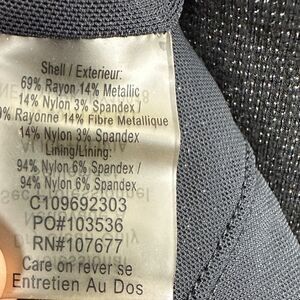 Shell / Exterieur:
69% Rayon 14% Metallic
14% Nylon 3% Spandex /
% Rayonne 14% Fibre Metallique
14% Nylon 3% Spandex
Lining/Lining:
94% Nylon 6% Spandex /
94% Nylon 6% Spandex
C109692303
PO#103536
RN#107677
Care on rever se
Entretien Au Dos